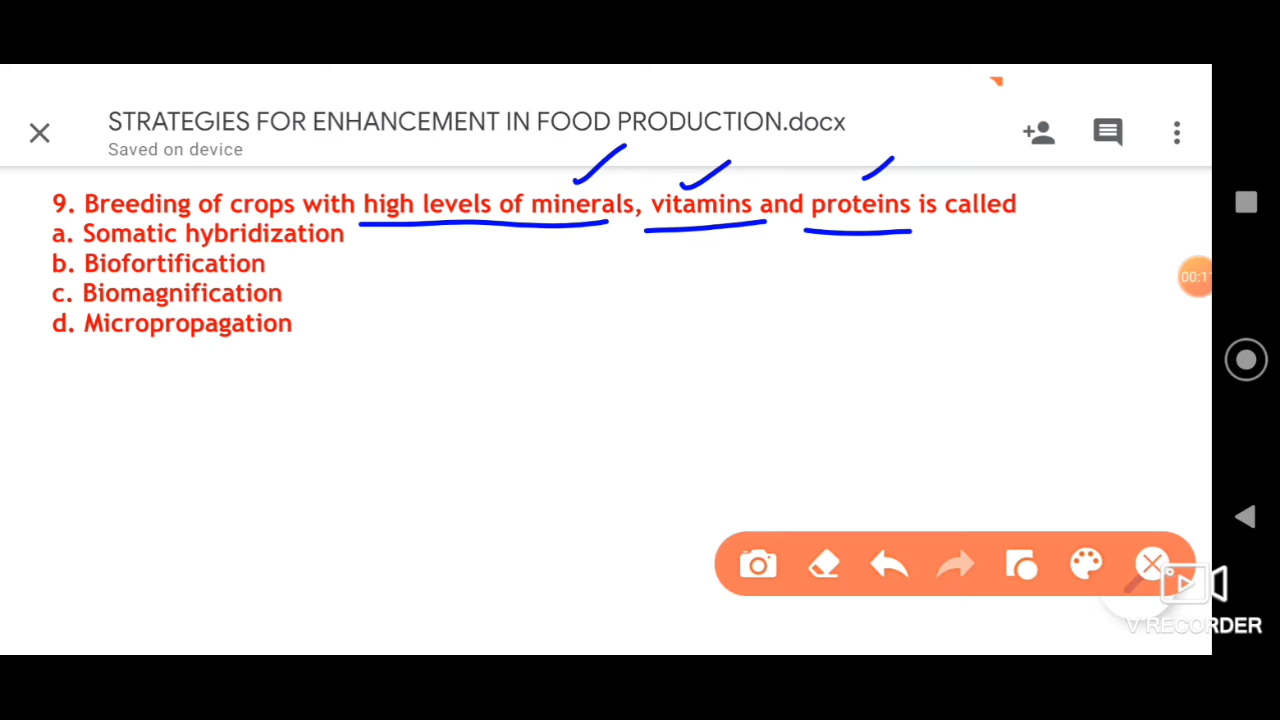 STRATEGIES FOR ENHANCEMENT IN FOOD PRODUCTION.docx
Saved on device
9. Breeding of crops with high levels of minerals, vitamins and proteins is called
a. Somatic hybridization
b. Biofortification
c. Biomagnification
d. Micropropagation
V RECORDER